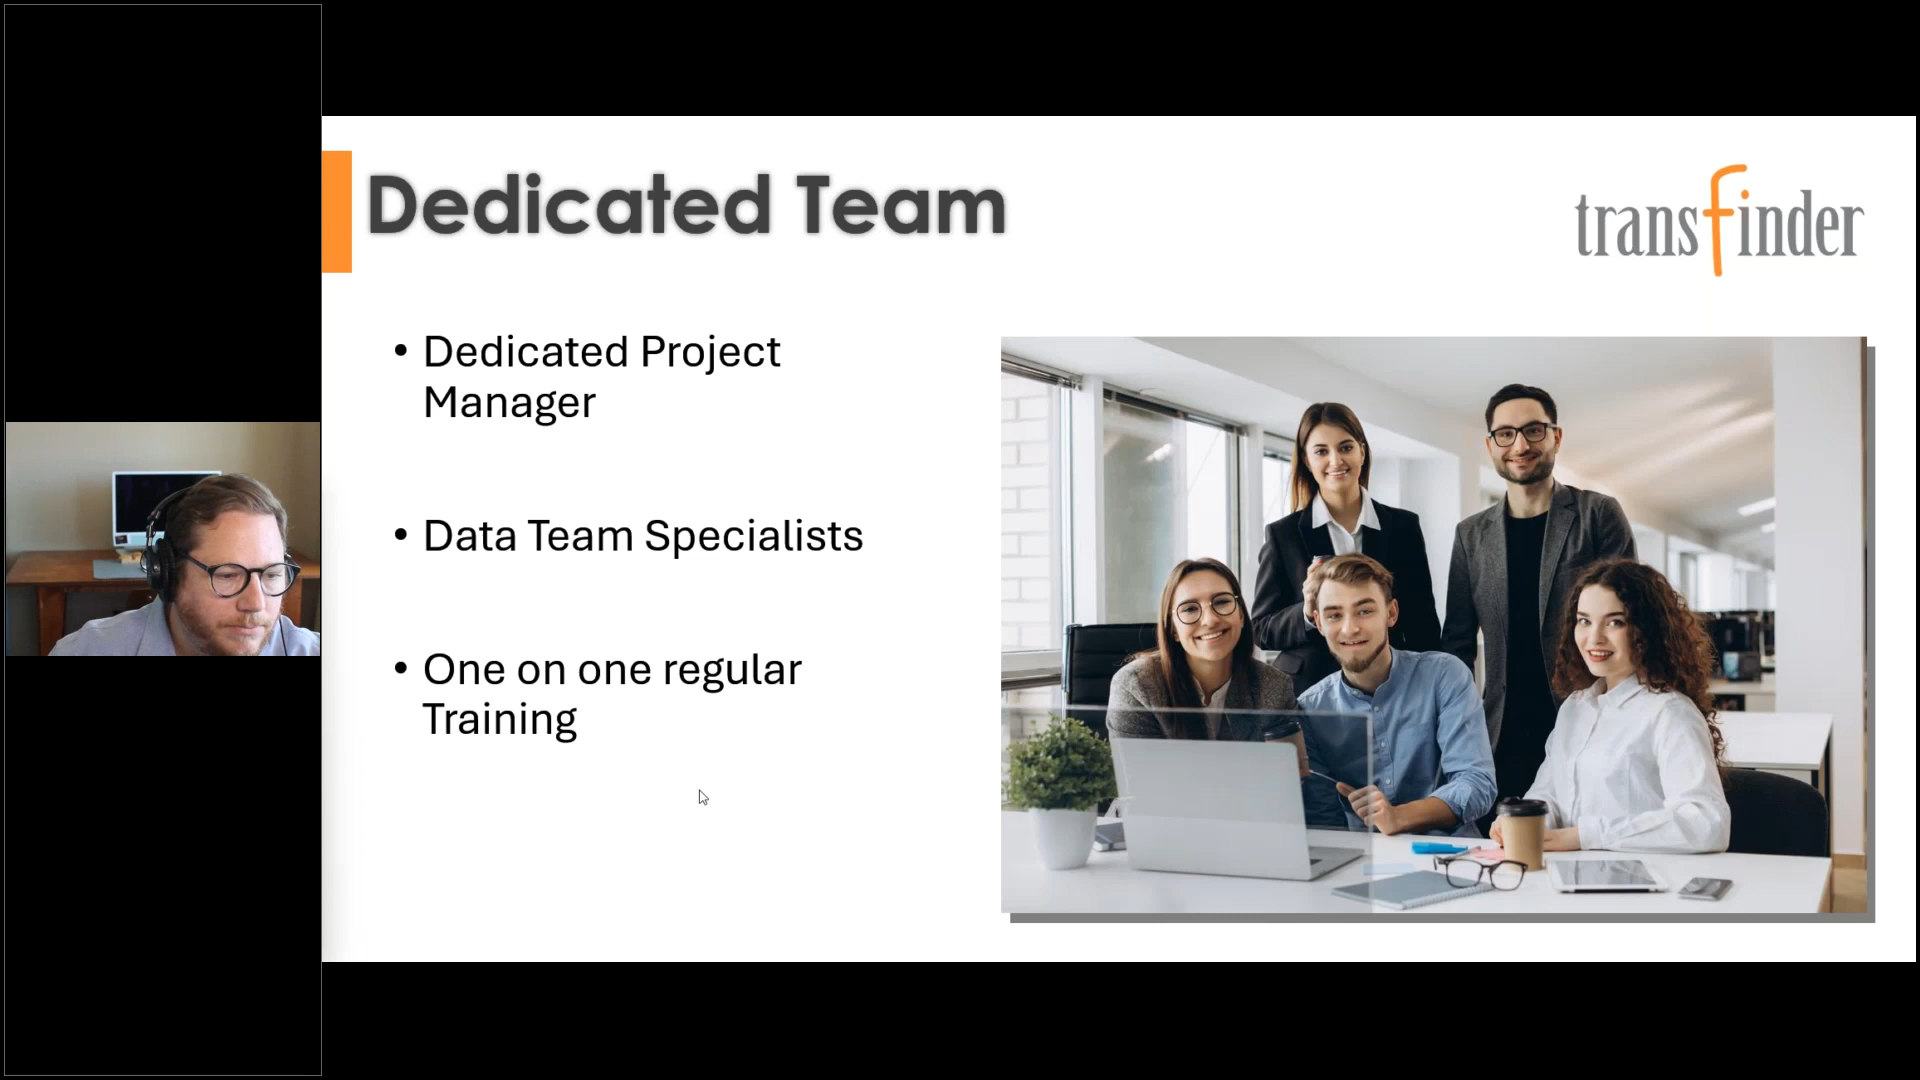 Dedicated Team
transfinder
• Dedicated Project
Manager
• Data Team Specialists
• One on one regular
Training